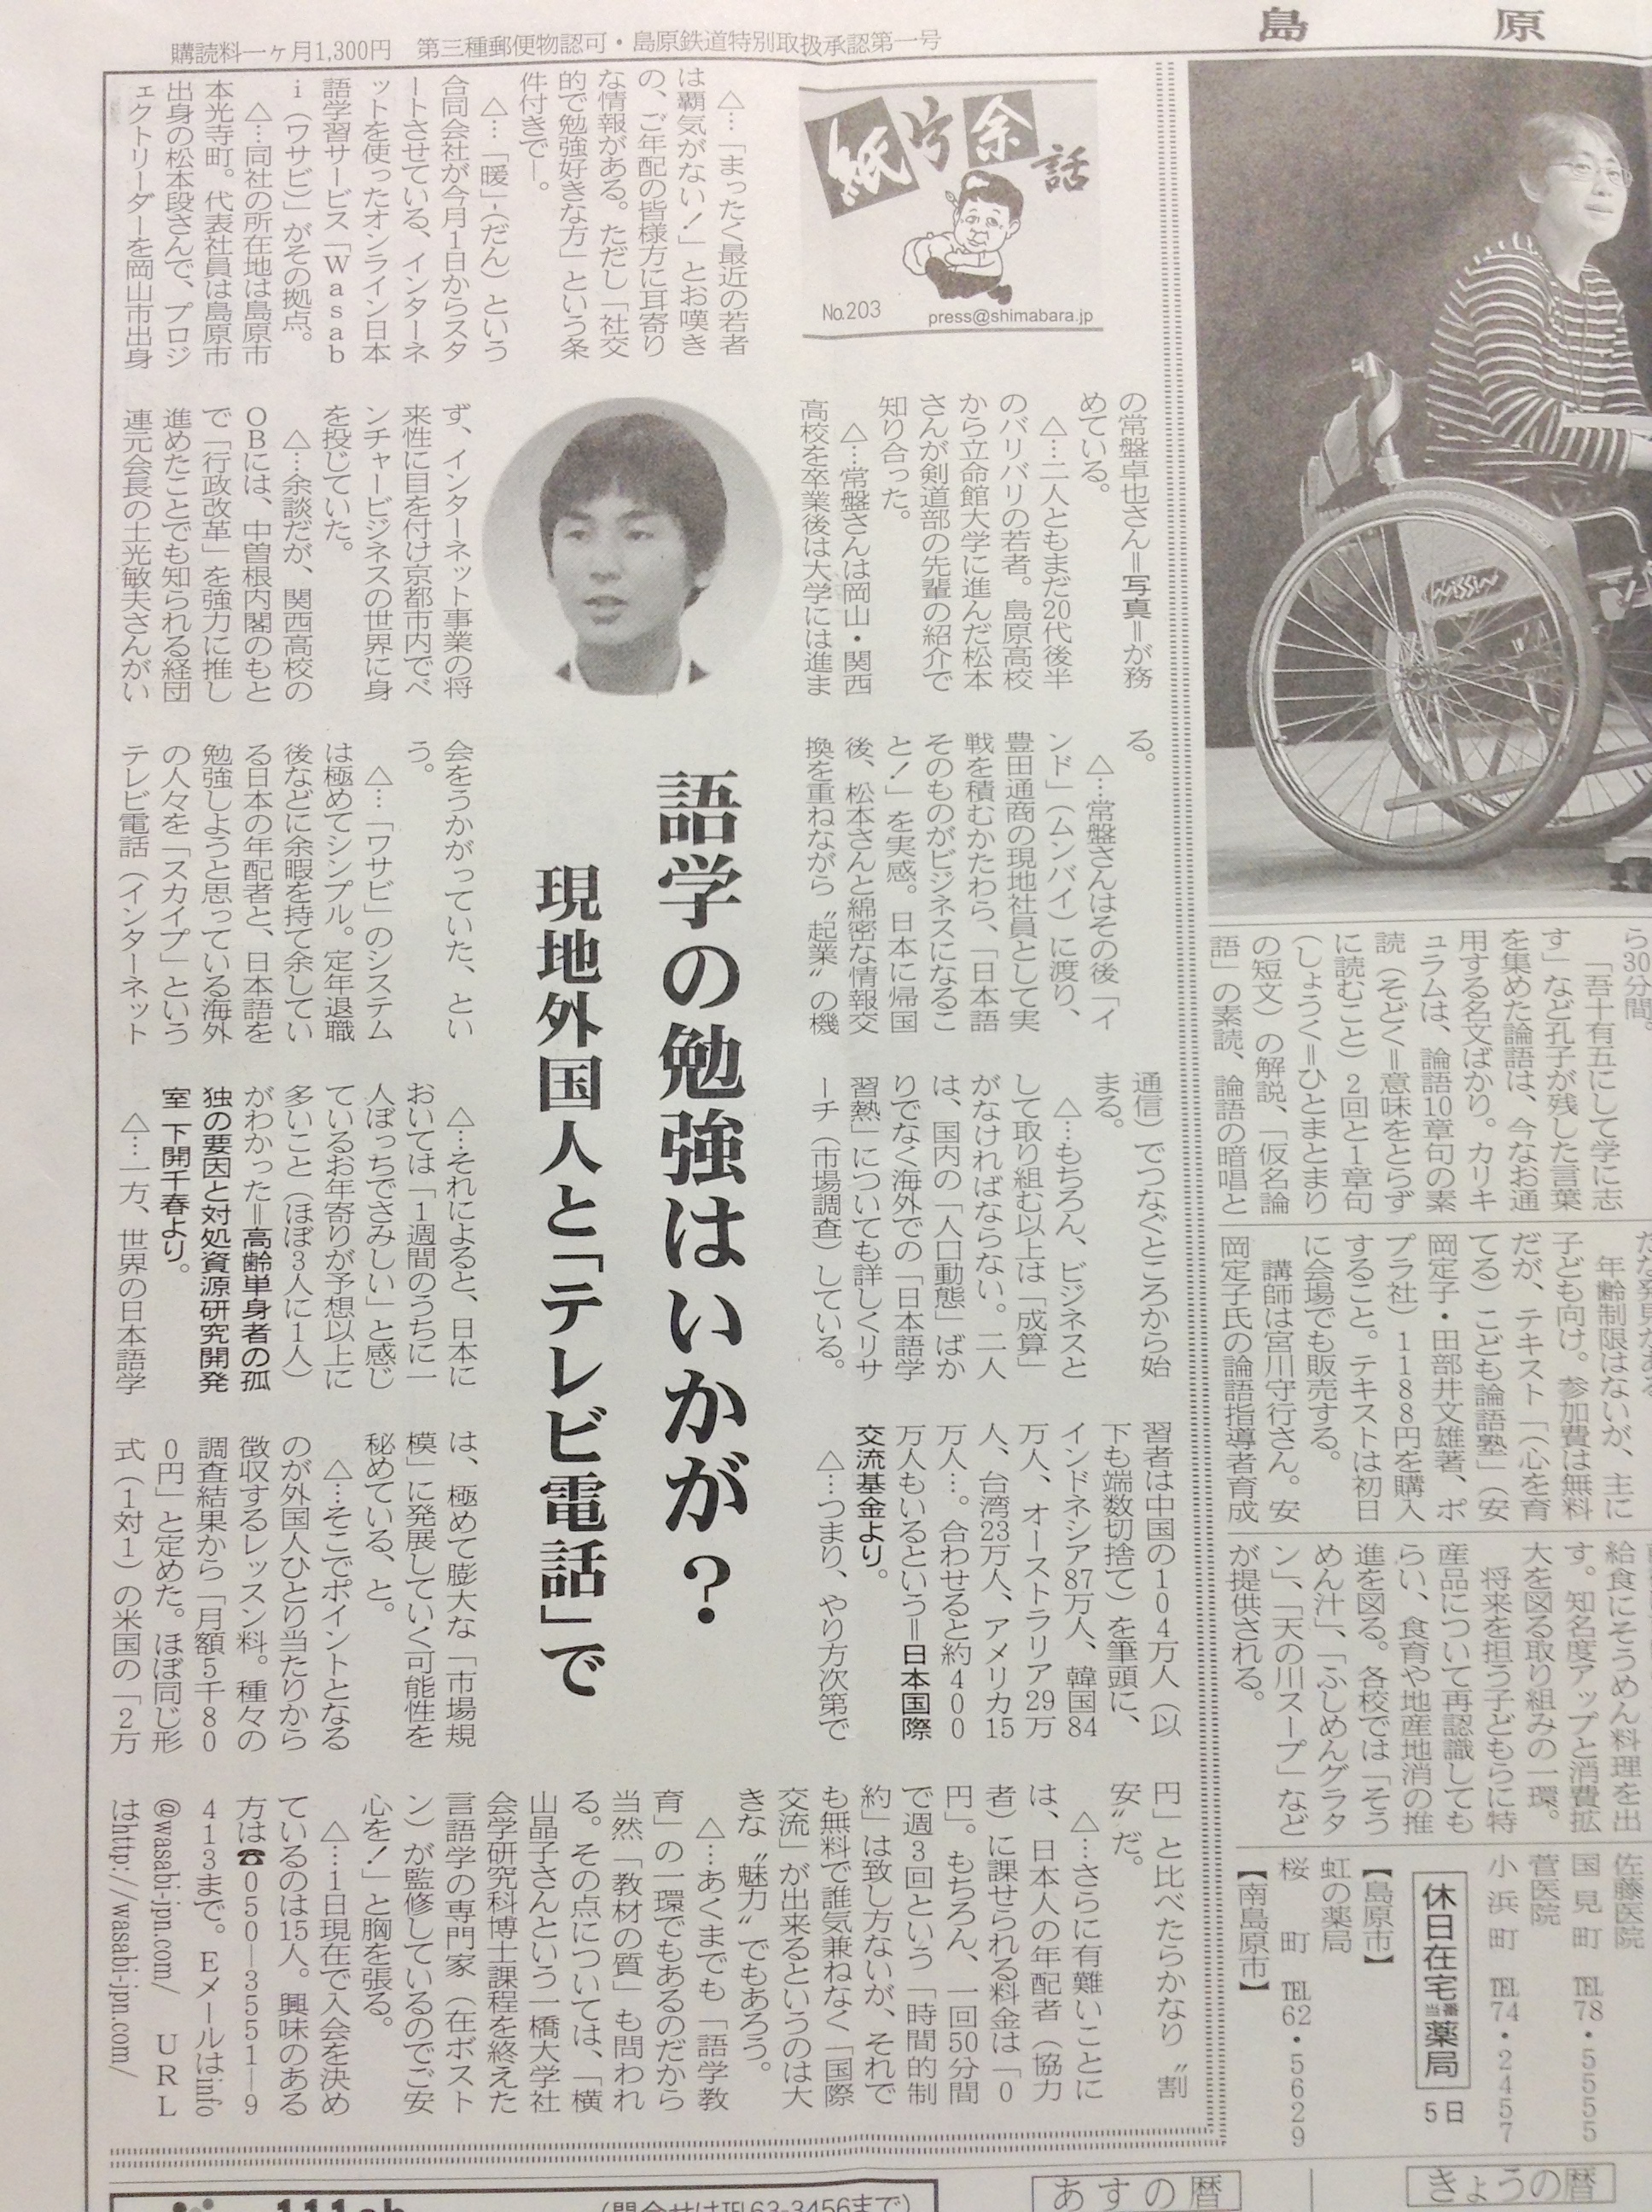 島原
購読料一ヶ月1,300円 第三種郵便物認可・島原鉄道特別取扱承認第一号
紙片余話
No.203 press@shimabara.jp
語学の勉強はいかが？
現地外国人と「テレビ電話」で
△…「まったく最近の若者
は覇気がない！」とお嘆き
の、ご年配の皆様方に耳寄り
な情報がある。ただし「社交
的で勉強好きな方」という条
件付きで―。
△…「暖」-(だん）という
合同会社が今月1日からスタ
ートさせている、インターネ
ットを使ったオンライン日本
語学習サービス「Wasab
i（ワサビ）」がその拠点。
△…同社の所在地は島原市
本光寺町。代表社員は島原市
出身の松本段さんで、プロジ
ェクトリーダーを岡山市出身
の常盤卓也さん＝写真＝が務
めている。
△…二人ともまだ20代後半
のバリバリの若者。島原高校
から立命館大学に進んだ松本
さんが剣道部の先輩の紹介で
知り合った。
△…常盤さんは岡山・関西
高校を卒業後は大学には進ま
ず、インターネット事業の将
来性に目を付け京都市内でベ
ンチャービジネスの世界に身
を投じていた。
△…余談だが、関西高校の
OBには、中曽根内閣のもと
で「行政改革」を強力に推し
進めたことでも知られる経団
連元会長の土光敏夫さんがい
る。
△…常盤さんはその後「イ
ンド」（ムンバイ）に渡り、
豊田通商の現地社員として実
戦を積むかたわら、「日本語
そのものがビジネスになるこ
と！」を実感。日本に帰国
後、松本さんと綿密な情報交
換を重ねながら〝起業〟の機
会をうかがっていた、とい
う。
△…「ワサビ」のシステム
は極めてシンプル。定年退職
後などに余暇を持て余してい
る日本の年配者と、日本語を
勉強しようと思っている海外
の人々を「スカイプ」という
テレビ電話（インターネット
通信）でつなぐところから始
まる。
△…もちろん、ビジネスと
して取り組む以上は「成算」
がなければならない。二人
は、国内の「人口動態」ばか
りでなく海外での「日本語学
習熱」についても詳しくリサ
ーチ（市場調査）している。
△…それによると、日本に
おいては「1週間のうちに一
人ぼっちでさみしい」と感じ
ているお年寄りが予想以上に
多いこと（ほぼ3人に1人）
がわかった＝高齢単身者の孤
独の要因と対処資源研究開発
室 下開千春より。
△…一方、世界の日本語学
習者は中国の104万人（以
下も端数切捨て）を筆頭に、
インドネシア87万人、韓国84
万人、オーストラリア29万
人、台湾23万人、アメリカ15
万人…。合わせると約400
万人もいるという＝日本国際
交流基金より。
△…つまり、やり方次第で
は、極めて膨大な「市場規
模」に発展していく可能性を
秘めている、と。
△…そこでポイントとなる
のが外国人ひとり当たりから
徴収するレッスン料。種々の
調査結果から「月額5千80
0円」と定めた。ほぼ同じ形
式（1対1）の米国の「2万
円」と比べたらかなり〝割
安〟だ。
△…さらに有難いことに
は、日本人の年配者（協力
者）に課せられる料金は「0
円」。もちろん、一回50分間
で週3回という「時間的制
約」は致し方ないが、それで
も無料で誰気兼ねなく「国際
交流」が出来るというのは大
きな〝魅力〟でもあろう。
△…あくまでも「語学教
育」の一環でもあるのだから
当然「教材の質」も問われ
る。その点については、「横
山晶子さんという一橋大学社
会学研究科博士課程を終えた
言語学の専門家（在ボスト
ン）が監修しているのでご安
心を！」と胸を張る。
△…1日現在で入会を決め
ているのは15人。興味のある
方は☎050―3551―9
413まで。Eメールはinfo
@wasabi-jpn.com/ URL
はhttp://wasabi-jpn.com/
NISSIN
ら30分間。
「吾十有五にして学に志
す」など孔子が残した言葉
を集めた論語は、今なお通
用する名文ばかり。カリキ
ュラムは、論語10章句の素
読（そどく＝意味をとらず
に読むこと）2回と1章句
（しょうく＝ひとまとまり
の短文）の解説、「仮名論
語」の素読、論語の暗唱と
年齢制限はないが、主に
子ども向け。参加費は無料
だが、テキスト「（心を育
てる）こども論語塾」（安
岡定子・田部井文雄著、ポ
プラ社）1188円を購入
すること。テキストは初日
に会場でも販売する。
講師は宮川守行さん。安
岡定子氏の論語指導者育成
給食にそうめん料理を出
す。知名度アップと消費拡
大を図る取り組みの一環。
将来を担う子どもらに特
産品について再認識しても
らい、食育や地産地消の推
進を図る。各校では「そう
めん汁」、「ふしめんグラタ
ン」、「天の川スープ」など
が提供される。
佐藤医院
国見町 ℡78・5555
菅医院
小浜町 ℡74・2457
休日在宅当番薬局 5日
【島原市】
虹の薬局
桜町 ℡62・5629
【南島原市】
(問合せは℡63-3456まで)
あすの暦
きょうの暦